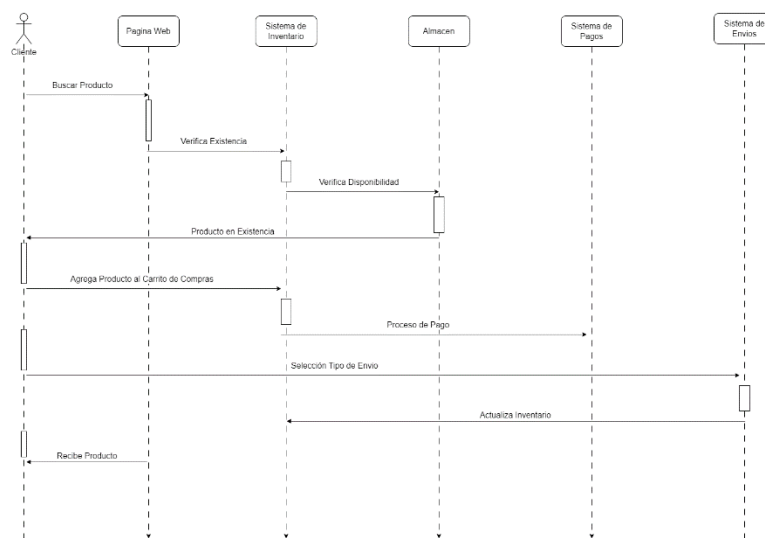 Cliente
Pagina Web
Sistema de
Inventario
Almacen
Sistema de
Pagos
Sistema de
Envios
Buscar Producto
Verifica Existencia
Verifica Disponibilidad
Producto en Existencia
Agrega Producto al Carrito de Compras
Proceso de Pago
Selección Tipo de Envio
Actualiza Inventario
Recibe Producto